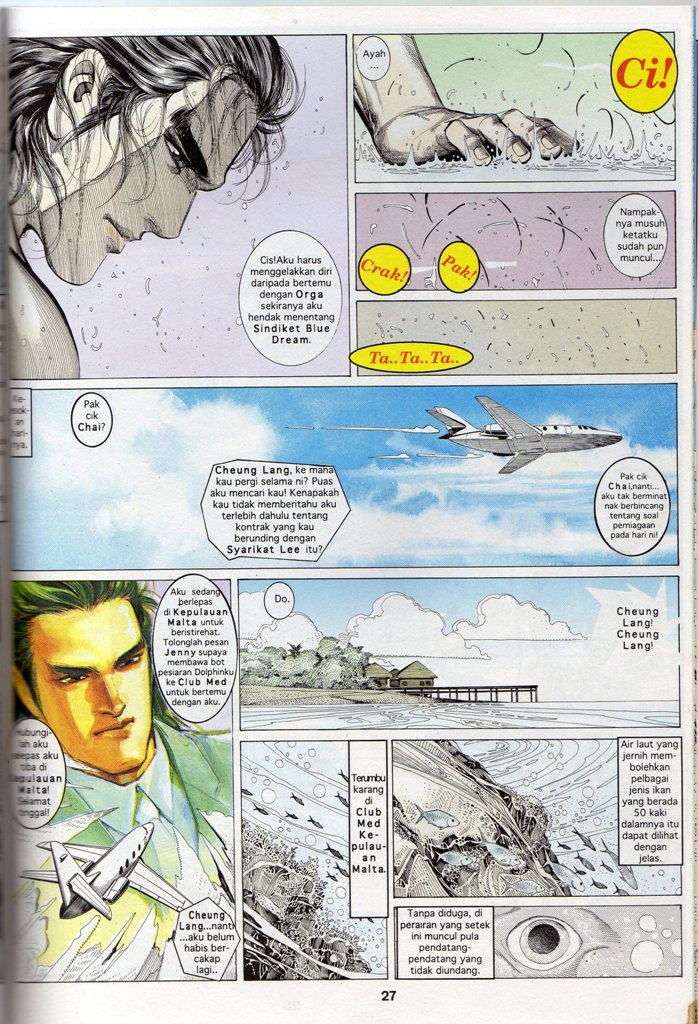 Cis!Aku harus
menggelakkan diri
daripada bertemu
dengan Orga
sekiranya aku
hendak menentang
Sindiket Blue
Dream.
Ayah
...
Ci!
Nampak-
nya musuh
ketatku
sudah pun
muncul...
Crak!
Pak!
Ta..Ta..Ta..
Pak
cik
Chai?
Cheung Lang, ke mana
kau pergi selama ni? Puas
aku mencari kau! Kenapakah
kau tidak memberitahu aku
terlebih dahulu tentang
kontrak yang kau
berunding dengan
Syarikat Lee itu?
Pak cik
Chai,nanti...
aku tak berminat
nak berbincang
tentang soal
perniagaan
pada hari ni!
Aku sedang
berlepas
di Kepulauan
Malta untuk
beristirehat.
Tolonglah pesan
Jenny supaya
membawa bot
pesiaran Dolphinku
ke Club Med
untuk bertemu
dengan aku.
lah aku
lepas aku
di
Kepulauan
Malta!
Selamat
tinggal!
Cheung
Lang...nanti
...aku belum
habis ber-
cakap
lagi..
Do.
Cheung
Lang!
Cheung
Lang!
Terumbu
karang
di
Club
Med
Ke-
pulau-
an
Malta.
Air laut yang
jernih mem-
bolehkan
pelbagai
jenis ikan
yang berada
50 kaki
dalamnya itu
dapat dilihat
dengan
jelas.
Tanpa diduga, di
perairan yang setek
ini muncul pula
pendatang-
pendatang yang
tidak diundang.
27